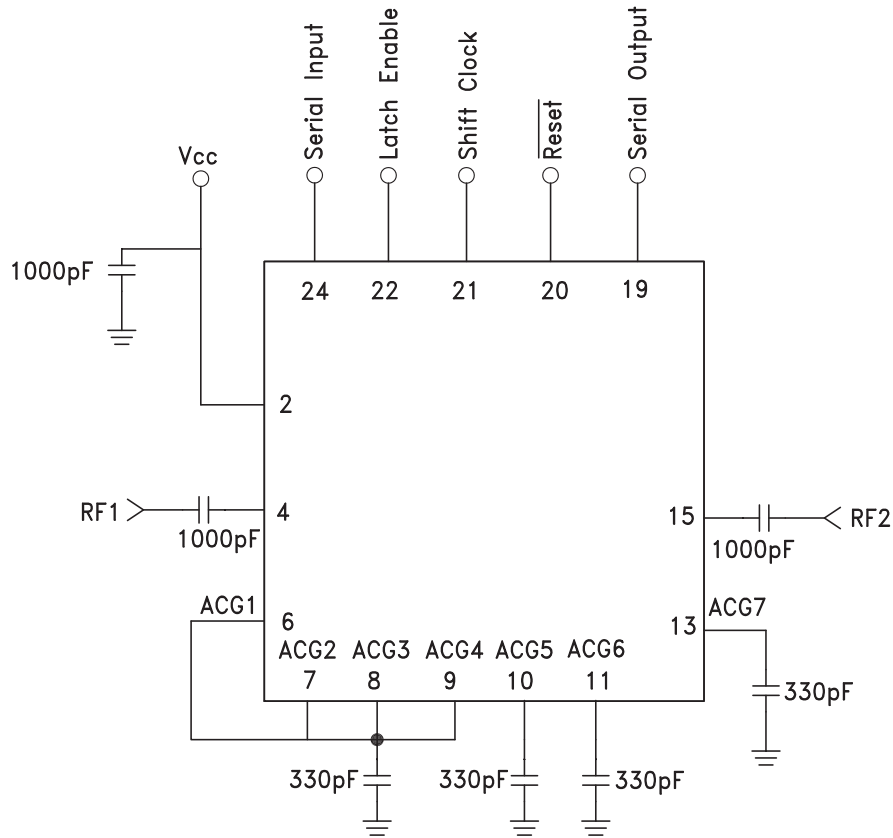 Serial Input
Latch Enable
Shift Clock
Reset
Serial Output
Vcc
1000pF
24 22 21 20 19
2
RF1
4
1000pF
15
RF2
1000pF
ACG1
6
ACG7
13
ACG2 ACG3 ACG4 ACG5 ACG6
7 8 9 10 11
330pF
330pF 330pF 330pF